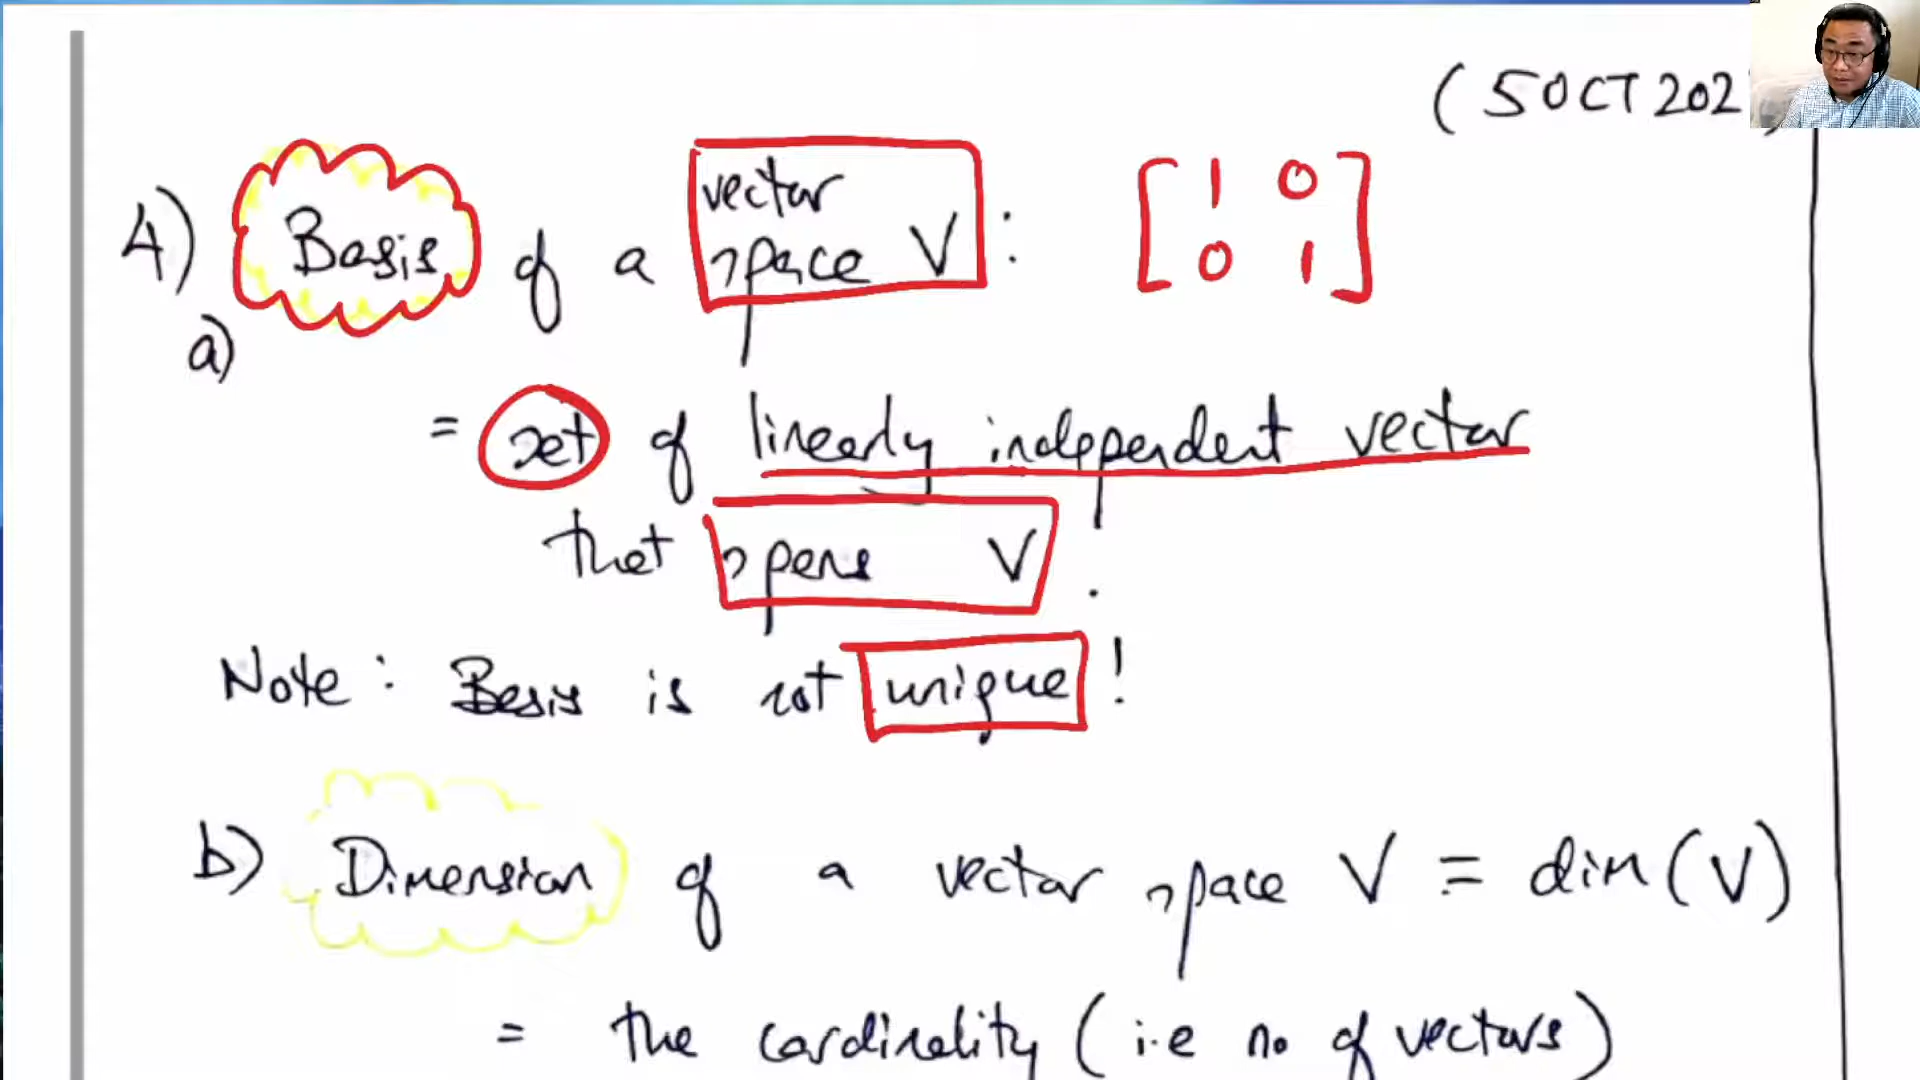 (5 OCT 202
4) Basis of a vector space V : [1 0
0 1]
a)
= set of linearly independent vector
that spans V .
Note : Basis is not unique !
b) Dimension of a vector space V = dim(V)
= the cardinality (i.e no of vectors)